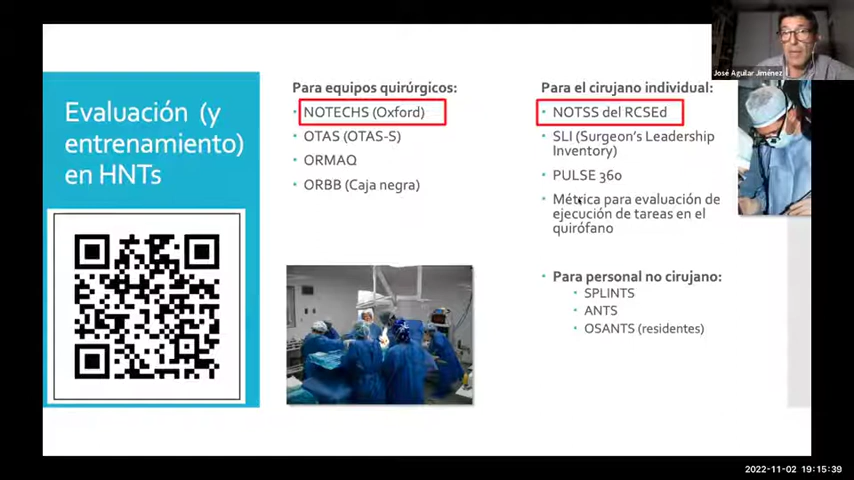 Evaluación (y
entrenamiento)
en HNTs
Para equipos quirúrgicos:
NOTECHS (Oxford)
OTAS (OTAS-S)
ORMAQ
ORBB (Caja negra)
Para el cirujano individual:
NOTSS del RCSEd
SLI (Surgeon's Leadership
Inventory)
PULSE 360
Métrica para evaluación de
ejecución de tareas en el
quirófano
Para personal no cirujano:
SPLINTS
ANTS
OSANTS (residentes)
José Aguilar Jiménez
2022-11-02 19:15:39